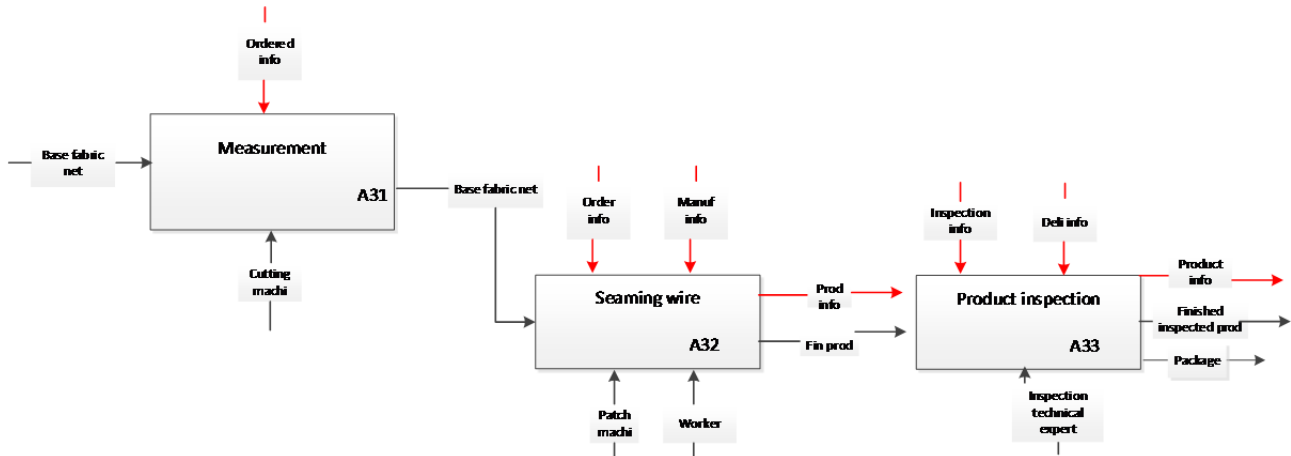 Ordered
info
Measurement
Base fabric
net
A31
Base fabric net
Cutting
machi
Order
info
Manuf
info
Inspection
info
Deli info
Seaming wire
Prod
info
A32
Fin prod
Product inspection
Product
info
Finished
inspected prod
A33
Package
Patch
machi
Worker
Inspection
technical
expert